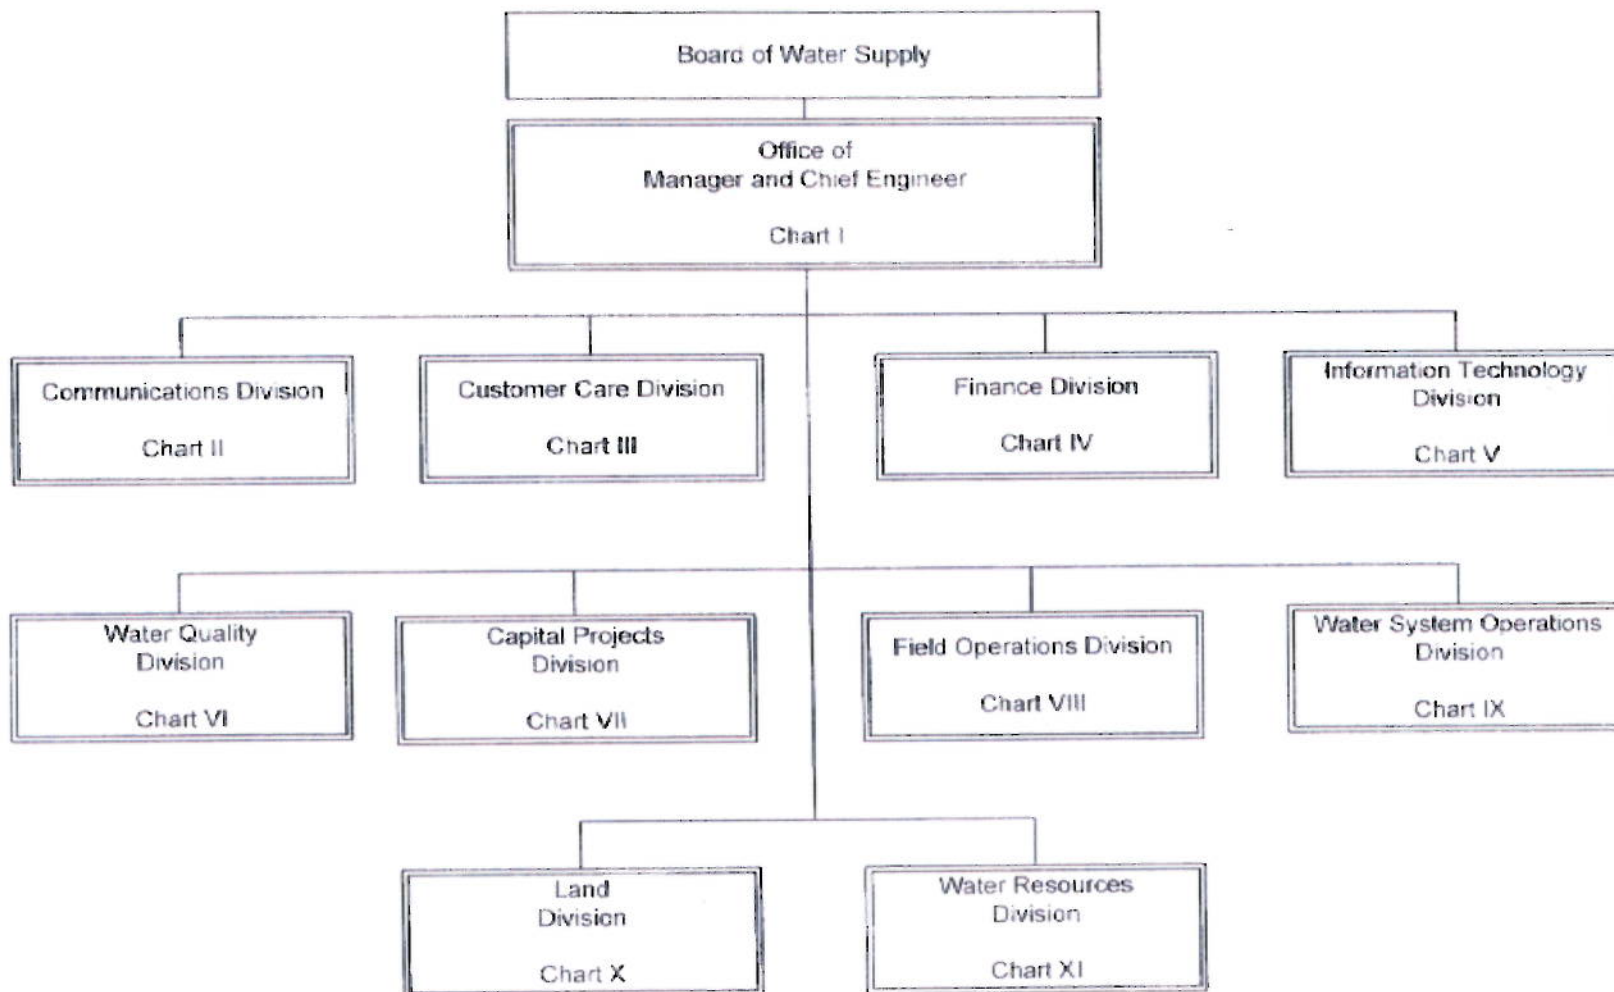 Board of Water Supply
Office of
Manager and Chief Engineer
Chart I
Communications Division
Chart II
Customer Care Division
Chart III
Finance Division
Chart IV
Information Technology
Division
Chart V
Water Quality
Division
Chart VI
Capital Projects
Division
Chart VII
Field Operations Division
Chart VIII
Water System Operations
Division
Chart IX
Land
Division
Chart X
Water Resources
Division
Chart XI